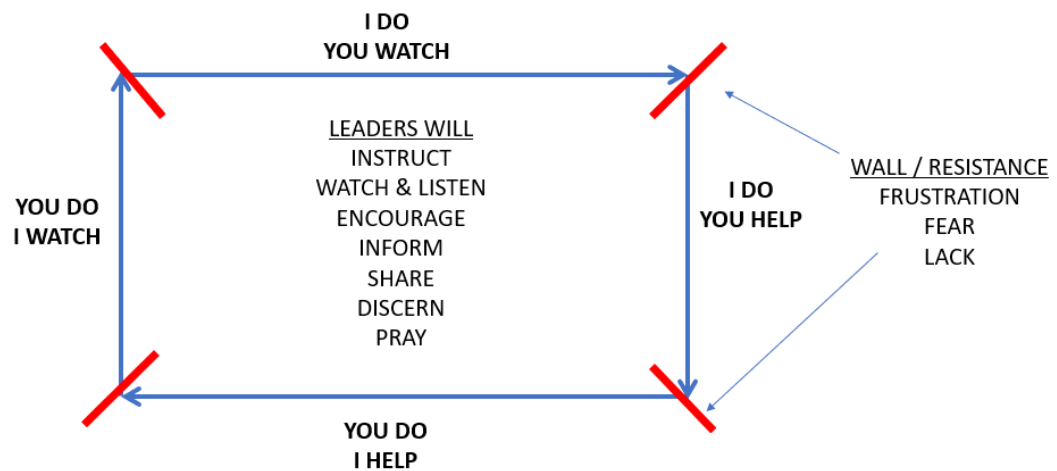 I DO
YOU WATCH
LEADERS WILL
INSTRUCT
WATCH & LISTEN
ENCOURAGE
INFORM
SHARE
DISCERN
PRAY
I DO
YOU HELP
WALL / RESISTANCE
FRUSTRATION
FEAR
LACK
YOU DO
I WATCH
YOU DO
I HELP